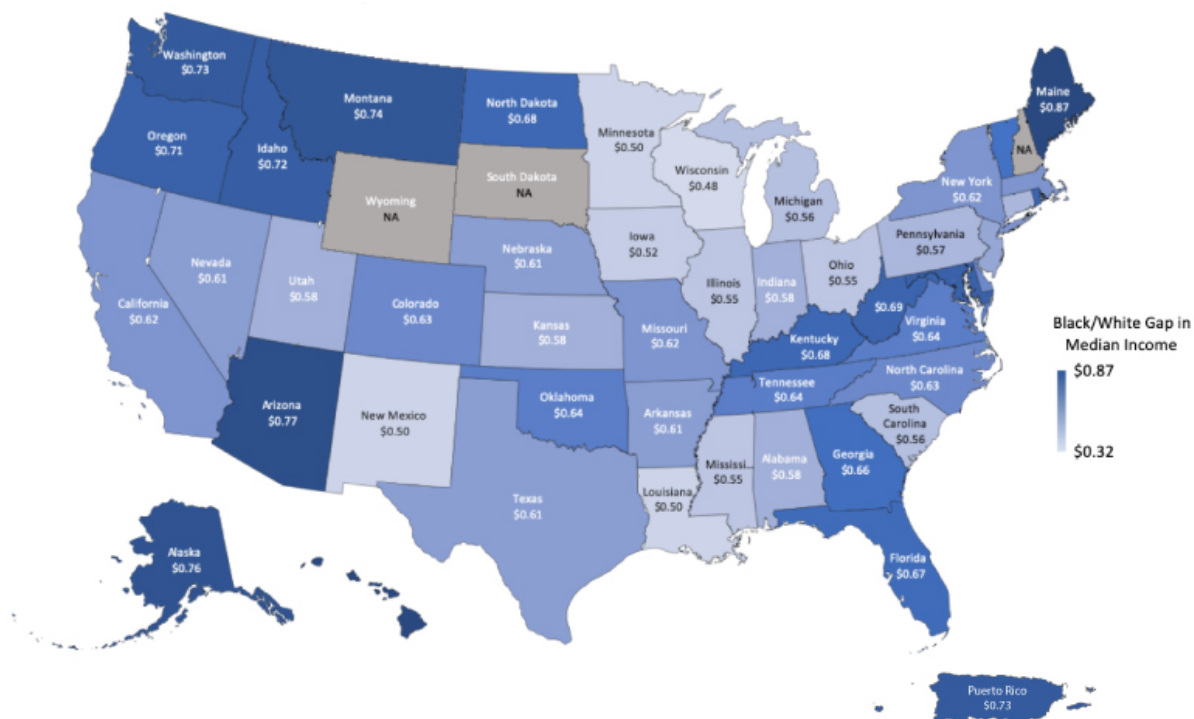 Washington
$0.73
Oregon
$0.71
Idaho
$0.72
Montana
$0.74
North Dakota
$0.68
Minnesota
$0.50
Wisconsin
$0.48
Michigan
$0.56
Maine
$0.87
NA
New York
$0.62
South Dakota
NA
Wyoming
NA
Nebraska
$0.61
Iowa
$0.52
Illinois
$0.55
Indiana
$0.58
Ohio
$0.55
Pennsylvania
$0.57
California
$0.62
Nevada
$0.61
Utah
$0.58
Colorado
$0.63
Kansas
$0.58
Missouri
$0.62
Kentucky
$0.68
$0.69
Virginia
$0.64
Arizona
$0.77
New Mexico
$0.50
Oklahoma
$0.64
Arkansas
$0.61
Tennessee
$0.64
North Carolina
$0.63
South
Carolina
$0.56
Texas
$0.61
Louisiana
$0.50
Mississi...
$0.55
Alabama
$0.58
Georgia
$0.66
Florida
$0.67
Alaska
$0.76
Puerto Rico
$0.73
Black/White Gap in
Median Income
$0.87
$0.32